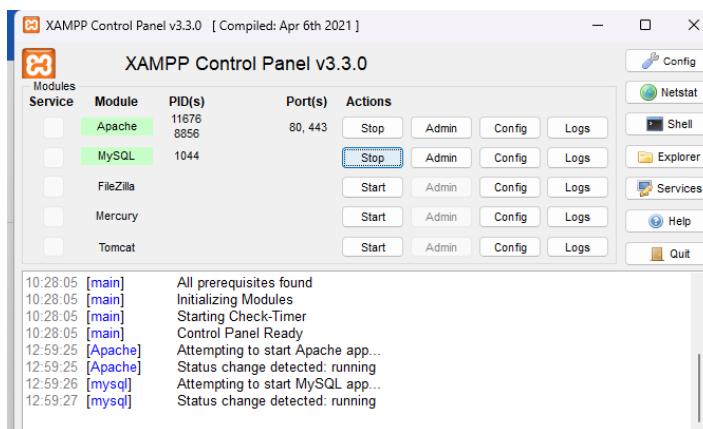 XAMPP Control Panel v3.3.0 [ Compiled: Apr 6th 2021 ]
XAMPP Control Panel v3.3.0
Config
Modules
Service Module PID(s) Port(s) Actions
Netstat
Apache 11676 8856 80, 443 Stop Admin Config Logs
Shell
MySQL 1044 Stop Admin Config Logs
Explorer
FileZilla Start Admin Config Logs
Services
Mercury Start Admin Config Logs
Help
Tomcat Start Admin Config Logs
Quit
10:28:05 [main] All prerequisites found
10:28:05 [main] Initializing Modules
10:28:05 [main] Starting Check-Timer
10:28:05 [main] Control Panel Ready
12:59:25 [Apache] Attempting to start Apache app...
12:59:25 [Apache] Status change detected: running
12:59:26 [mysql] Attempting to start MySQL app...
12:59:27 [mysql] Status change detected: running